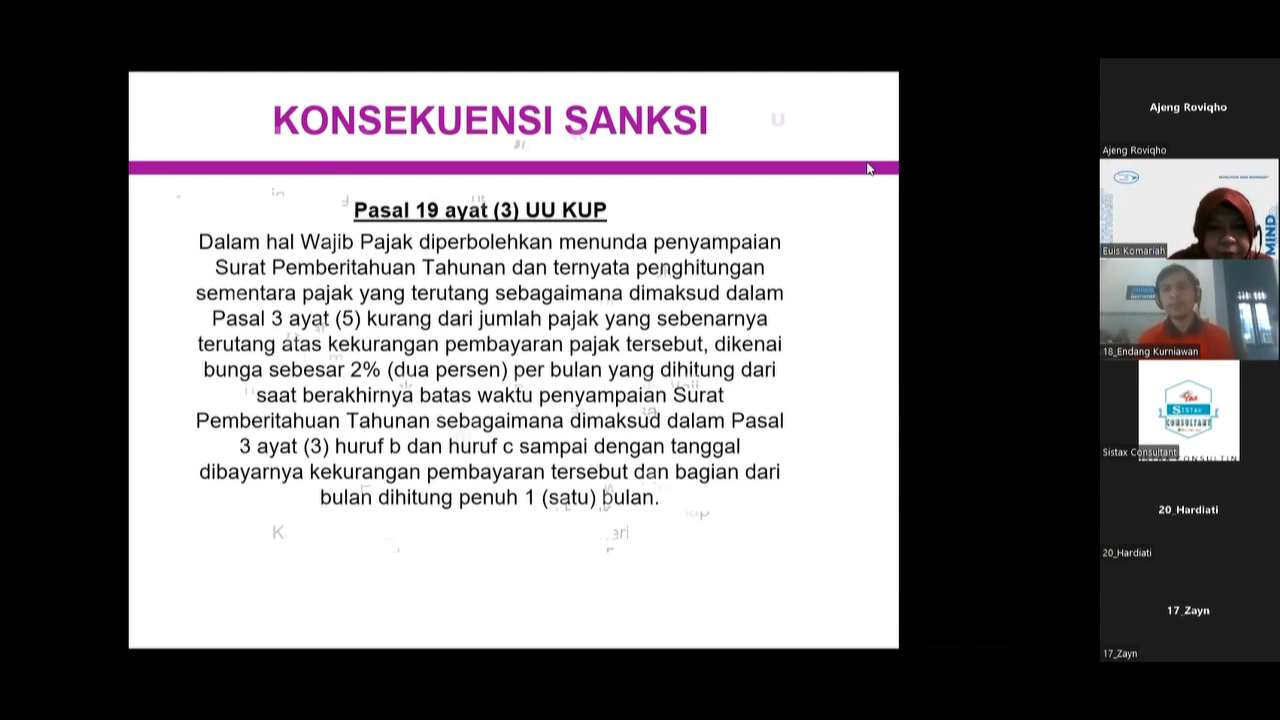 KONSEKUENSI SANKSI
Pasal 19 ayat (3) UU KUP
Dalam hal Wajib Pajak diperbolehkan menunda penyampaian
Surat Pemberitahuan Tahunan dan ternyata penghitungan
sementara pajak yang terutang sebagaimana dimaksud dalam
Pasal 3 ayat (5) kurang dari jumlah pajak yang sebenarnya
terutang atas kekurangan pembayaran pajak tersebut, dikenai
bunga sebesar 2% (dua persen) per bulan yang dihitung dari
saat berakhirnya batas waktu penyampaian Surat
Pemberitahuan Tahunan sebagaimana dimaksud dalam Pasal
3 ayat (3) huruf b dan huruf c sampai dengan tanggal
dibayarnya kekurangan pembayaran tersebut dan bagian dari
bulan dihitung penuh 1 (satu) bulan.
Ajeng Roviqho
Ajeng Roviqho
MIND
Euis Komariah
18_Endang Kurniawan
TAX
SISTAX
CONSULTANT
Sistax Consultant
20_Hardiati
20_Hardiati
17_Zayn
17_Zayn